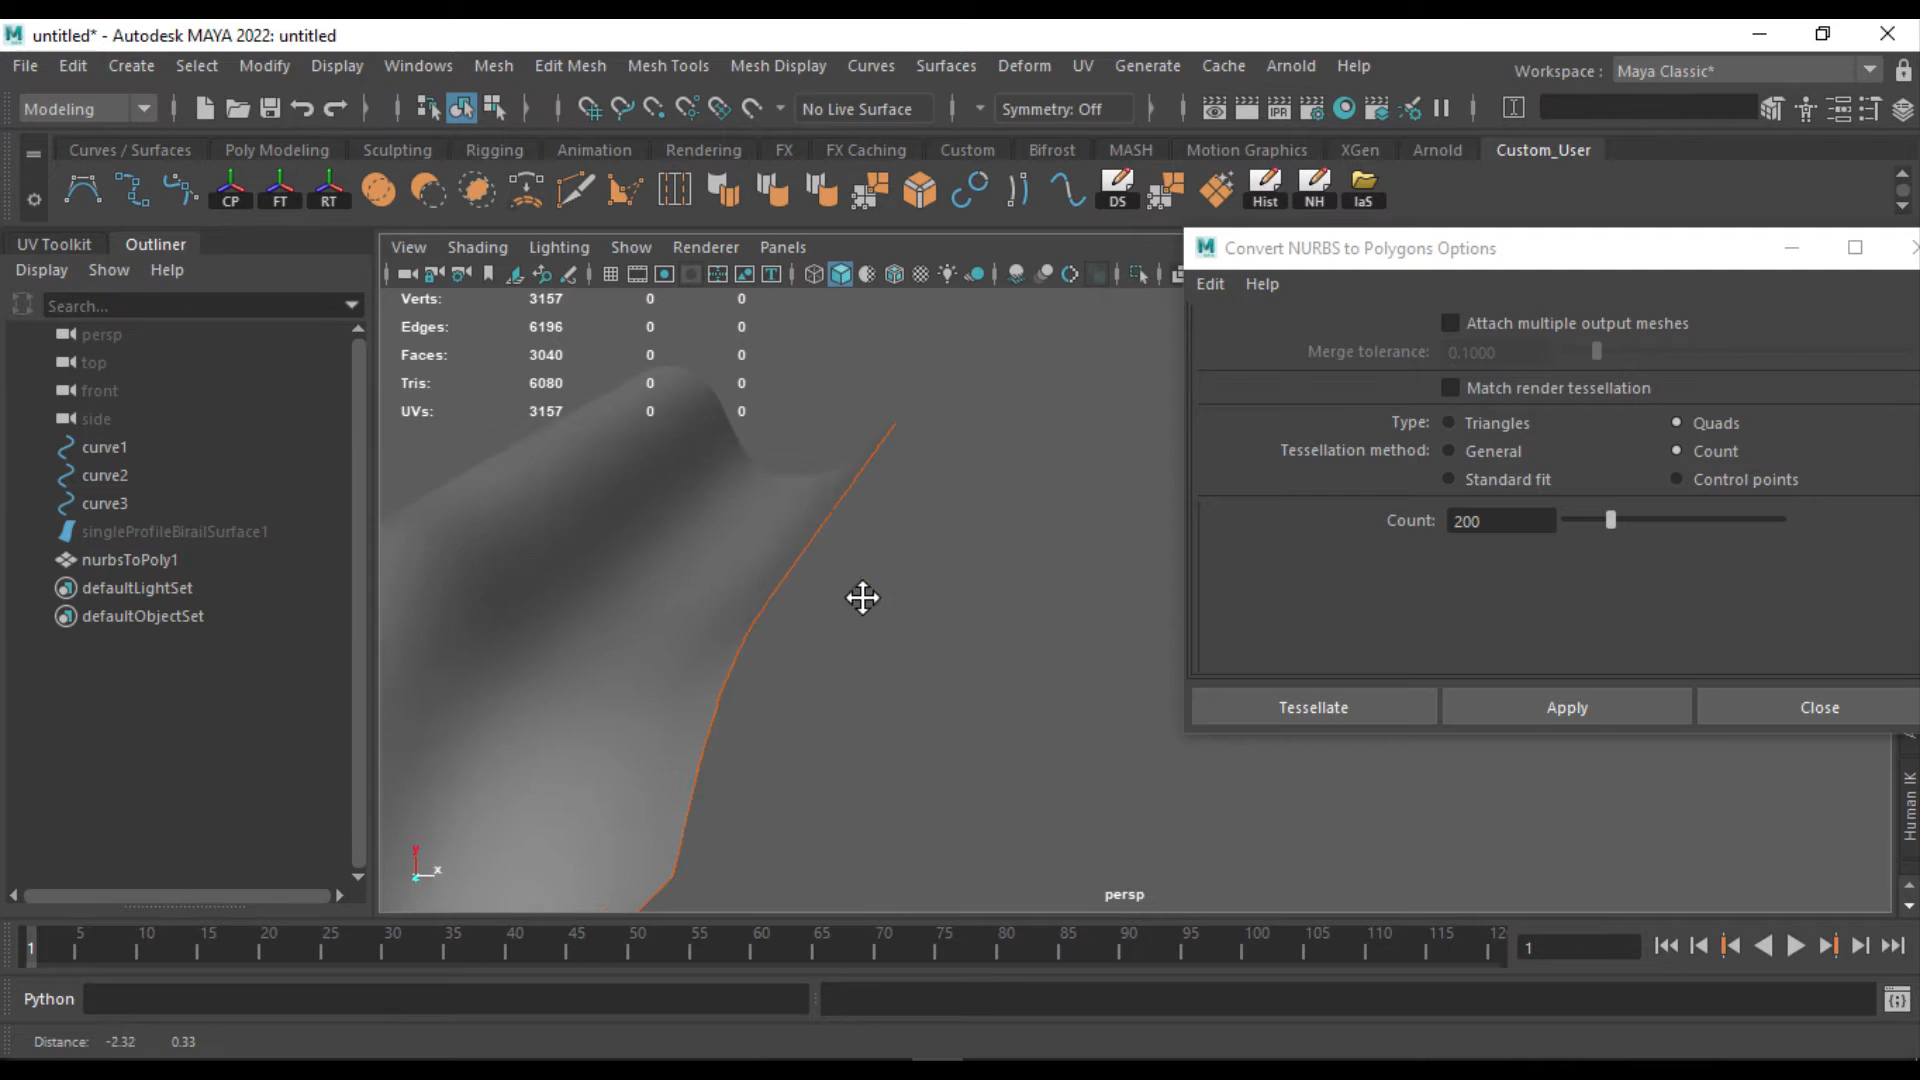 untitled* - Autodesk MAYA 2022: untitled
File Edit Create Select Modify Display Windows Mesh Edit Mesh Mesh Tools Mesh Display Curves Surfaces Deform UV Generate Cache Arnold Help Workspace : Maya Classic*
Modeling No Live Surface Symmetry: Off IPR
Curves / Surfaces Poly Modeling Sculpting Rigging Animation Rendering FX FX Caching Custom Bifrost MASH Motion Graphics XGen Arnold Custom_User
CP FT RT DS Hist NH IaS
UV Toolkit Outliner
Display Show Help
Search...
persp
top
front
side
curve1
curve2
curve3
singleProfileBirailSurface1
nurbsToPoly1
defaultLightSet
defaultObjectSet
View Shading Lighting Show Renderer Panels
Verts: 3157 0 0
Edges: 6196 0 0
Faces: 3040 0 0
Tris: 6080 0 0
UVs: 3157 0 0
y
x
z
persp
Convert NURBS to Polygons Options
Edit Help
Attach multiple output meshes
Merge tolerance: 0.1000
Match render tessellation
Type: Triangles Quads
Tessellation method: General Count
Standard fit Control points
Count: 200
Tessellate Apply Close
Human IK
1 5 10 15 20 25 30 35 40 45 50 55 60 65 70 75 80 85 90 95 100 105 110 115 12 1
Python
Distance: -2.32 0.33